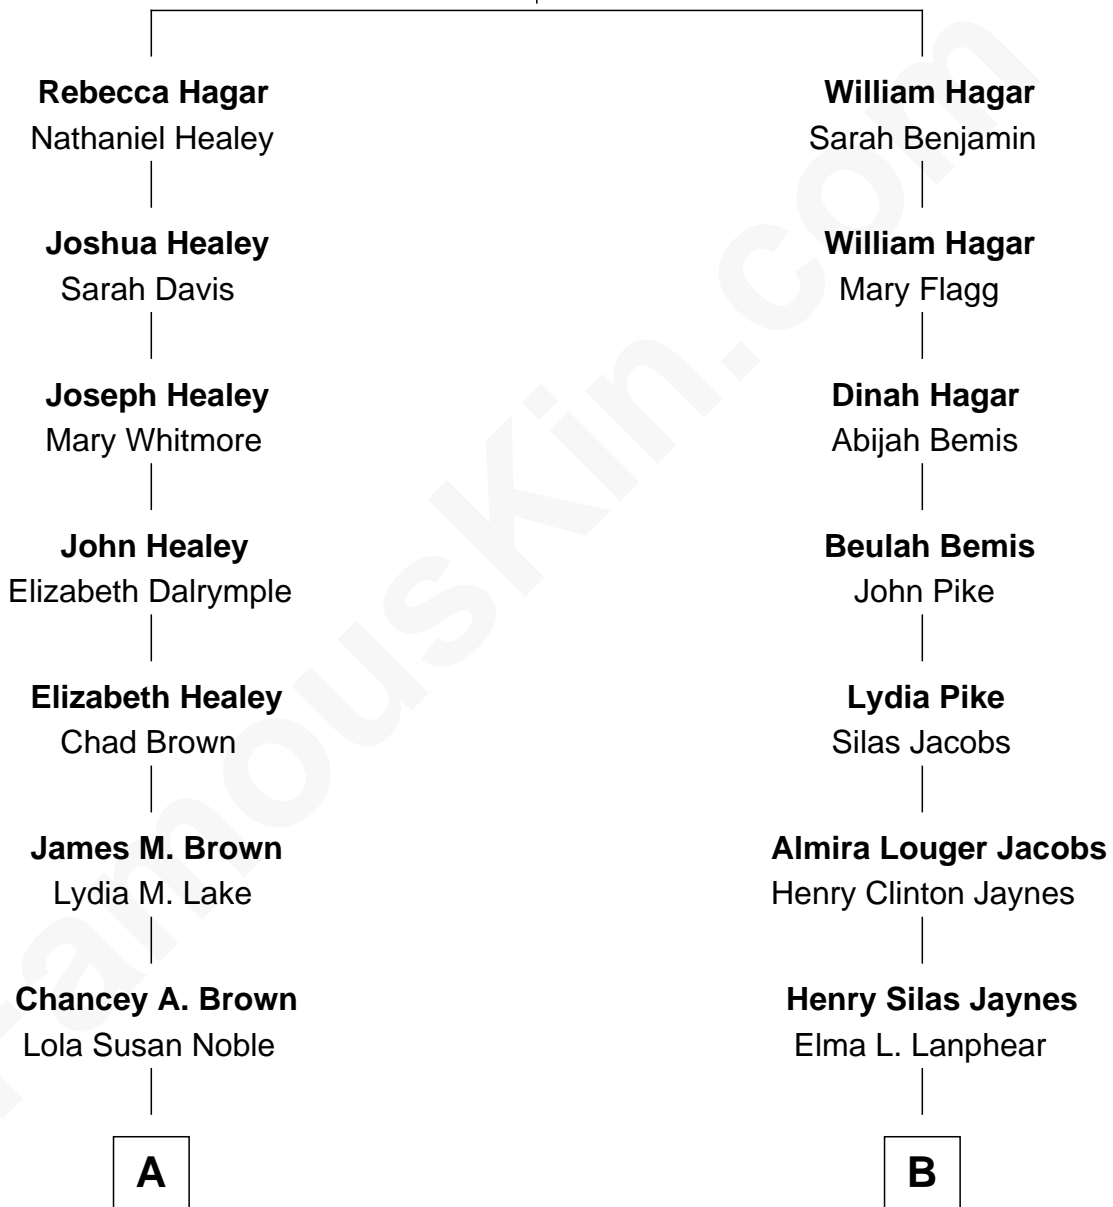 Rebecca Hagar
Nathaniel Healey
Joshua Healey
Sarah Davis
Joseph Healey
Mary Whitmore
John Healey
Elizabeth Dalrymple
Elizabeth Healey
Chad Brown
James M. Brown
Lydia M. Lake
Chancey A. Brown
Lola Susan Noble
A
William Hagar
Sarah Benjamin
William Hagar
Mary Flagg
Dinah Hagar
Abijah Bemis
Beulah Bemis
John Pike
Lydia Pike
Silas Jacobs
Almira Louger Jacobs
Henry Clinton Jaynes
Henry Silas Jaynes
Elma L. Lanphear
B
FamousKin.com